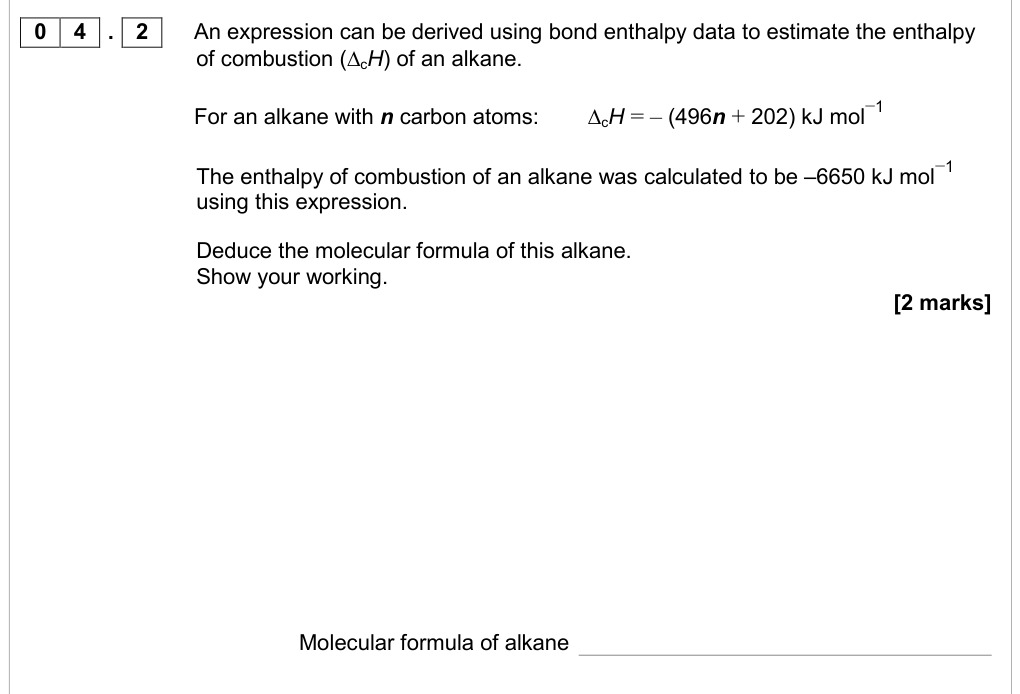 0 4 . 2 An expression can be derived using bond enthalpy data to estimate the enthalpy
of combustion (ΔcH) of an alkane.
For an alkane with n carbon atoms: ΔcH = – (496n + 202) kJ mol⁻¹
The enthalpy of combustion of an alkane was calculated to be –6650 kJ mol⁻¹
using this expression.
Deduce the molecular formula of this alkane.
Show your working.
[2 marks]
Molecular formula of alkane